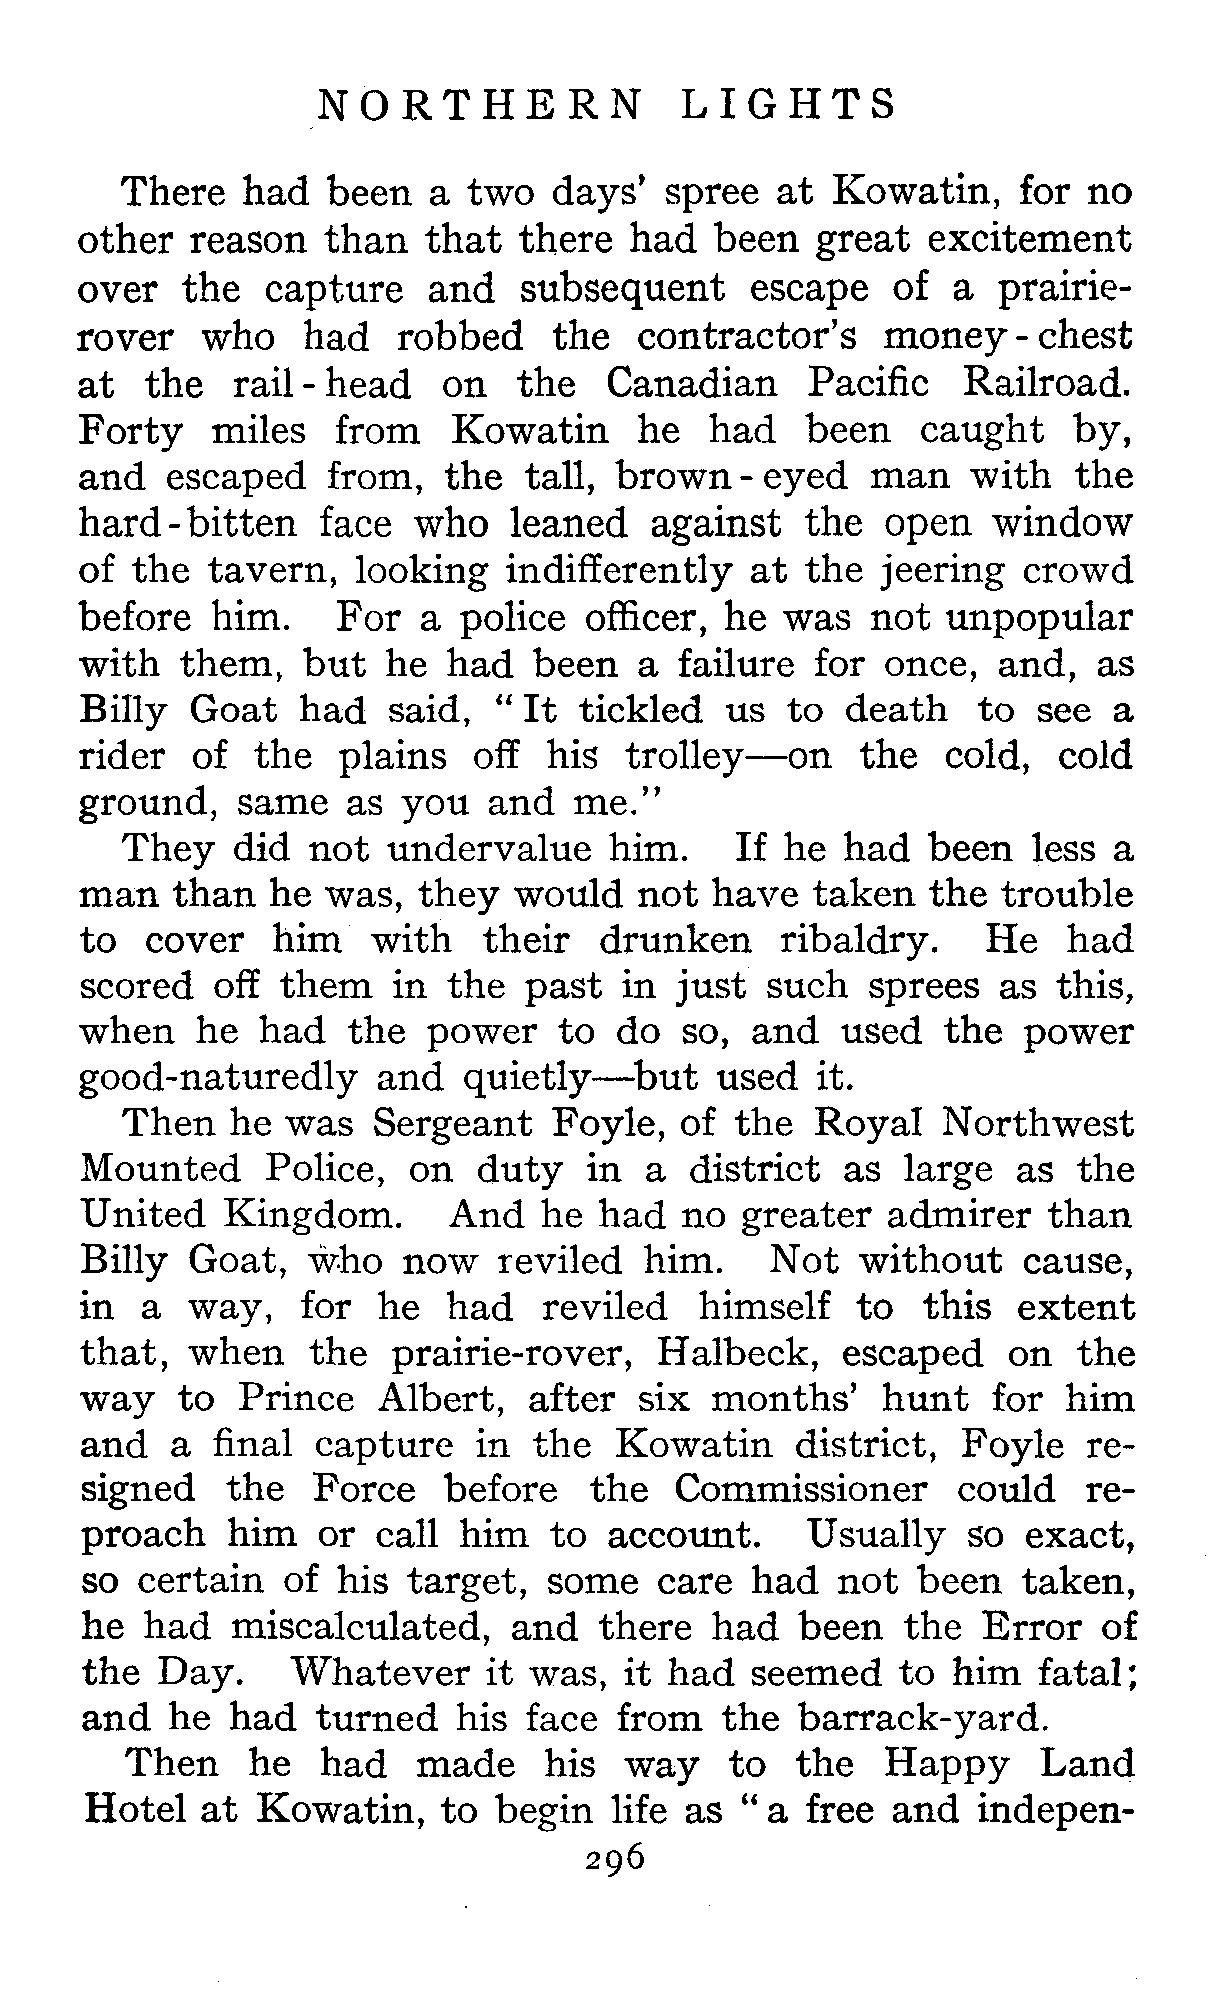 NORTHERN LIGHTS
There had been a two days' spree at Kowatin, for no
other reason than that there had been great excitement
over the capture and subsequent escape of a prairie-
rover who had robbed the contractor's money-chest
at the rail-head on the Canadian Pacific Railroad.
Forty miles from Kowatin he had been caught by,
and escaped from, the tall, brown-eyed man with the
hard-bitten face who leaned against the open window
of the tavern, looking indifferently at the jeering crowd
before him. For a police officer, he was not unpopular
with them, but he had been a failure for once, and, as
Billy Goat had said, "It tickled us to death to see a
rider of the plains off his trolley—on the cold, cold
ground, same as you and me."
They did not undervalue him. If he had been less a
man than he was, they would not have taken the trouble
to cover him with their drunken ribaldry. He had
scored off them in the past in just such sprees as this,
when he had the power to do so, and used the power
good-naturedly and quietly—but used it.
Then he was Sergeant Foyle, of the Royal Northwest
Mounted Police, on duty in a district as large as the
United Kingdom. And he had no greater admirer than
Billy Goat, who now reviled him. Not without cause,
in a way, for he had reviled himself to this extent
that, when the prairie-rover, Halbeck, escaped on the
way to Prince Albert, after six months' hunt for him
and a final capture in the Kowatin district, Foyle re-
signed the Force before the Commissioner could re-
proach him or call him to account. Usually so exact,
so certain of his target, some care had not been taken,
he had miscalculated, and there had been the Error of
the Day. Whatever it was, it had seemed to him fatal;
and he had turned his face from the barrack-yard.
Then he had made his way to the Happy Land
Hotel at Kowatin, to begin life as "a free and indepen-
296